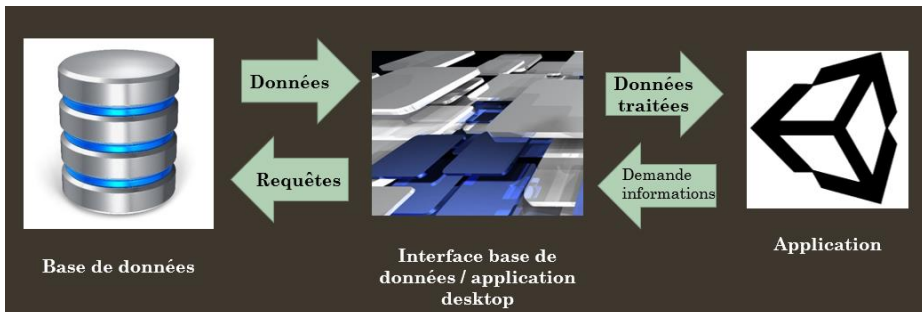 Données
Données
traitées
Requêtes
Demande
informations
Base de données
Interface base de
données / application
desktop
Application